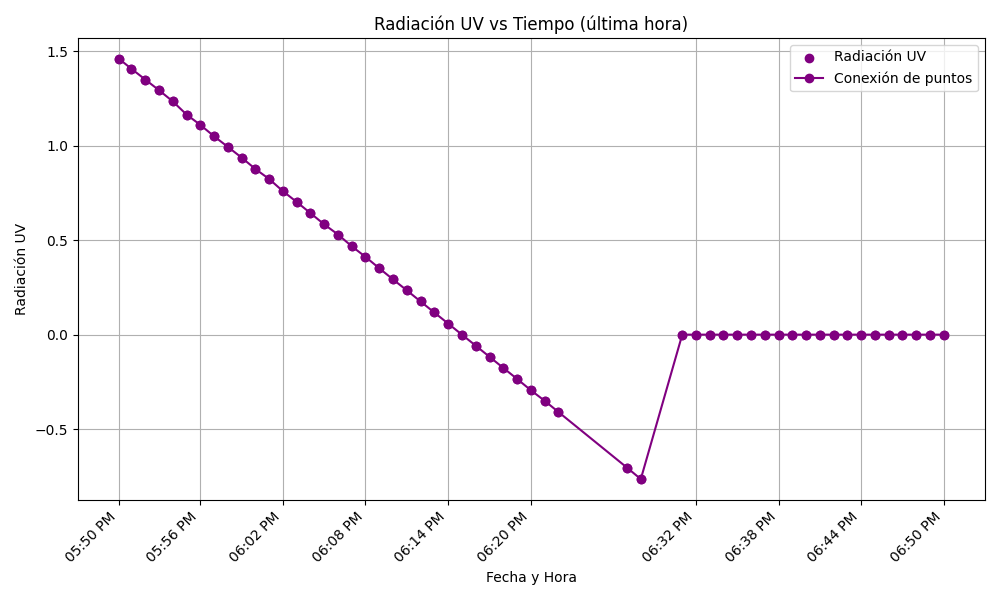 Radiación UV vs Tiempo (última hora)
Radiación UV
Conexión de puntos
Radiación UV
1.5
1.0
0.5
0.0
−0.5
05:50 PM
05:56 PM
06:02 PM
06:08 PM
06:14 PM
06:20 PM
06:32 PM
06:38 PM
06:44 PM
06:50 PM
Fecha y Hora